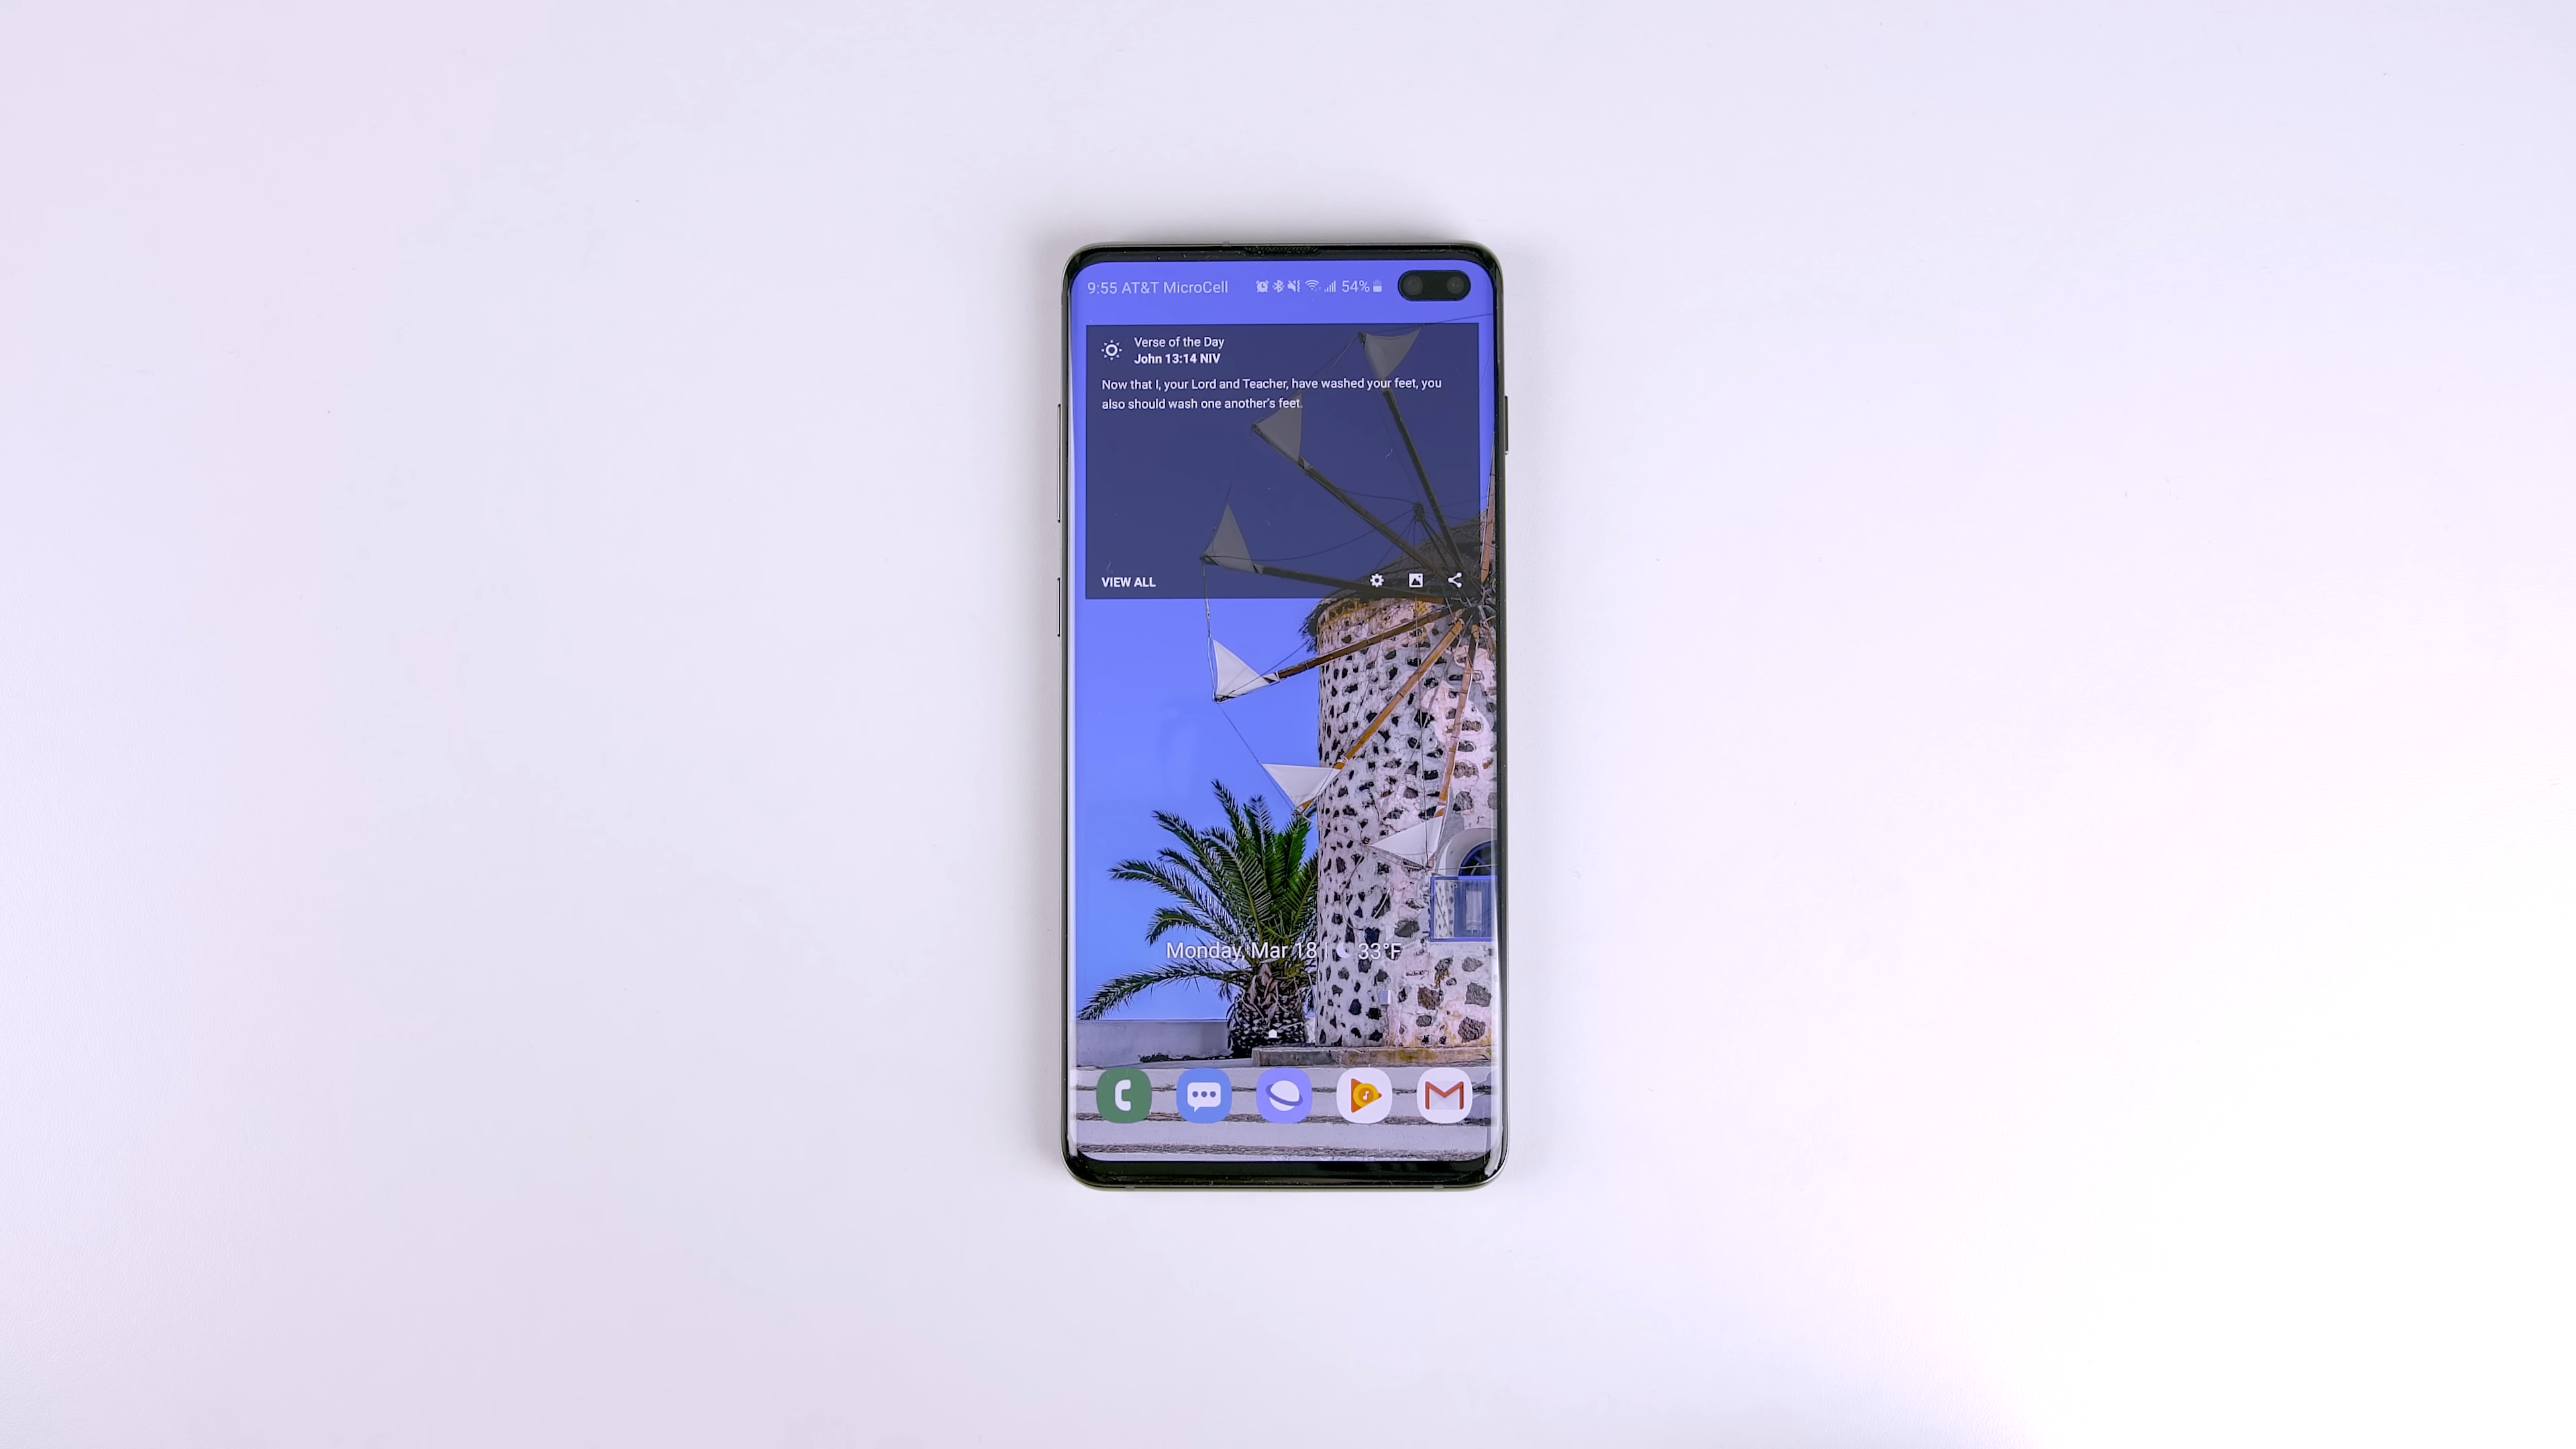 9:55 AT&T MicroCell 54%
Verse of the Day
John 13:14 NIV
Now that I, your Lord and Teacher, have washed your feet, you
also should wash one another's feet.
VIEW ALL
Monday, Mar 18 33°F